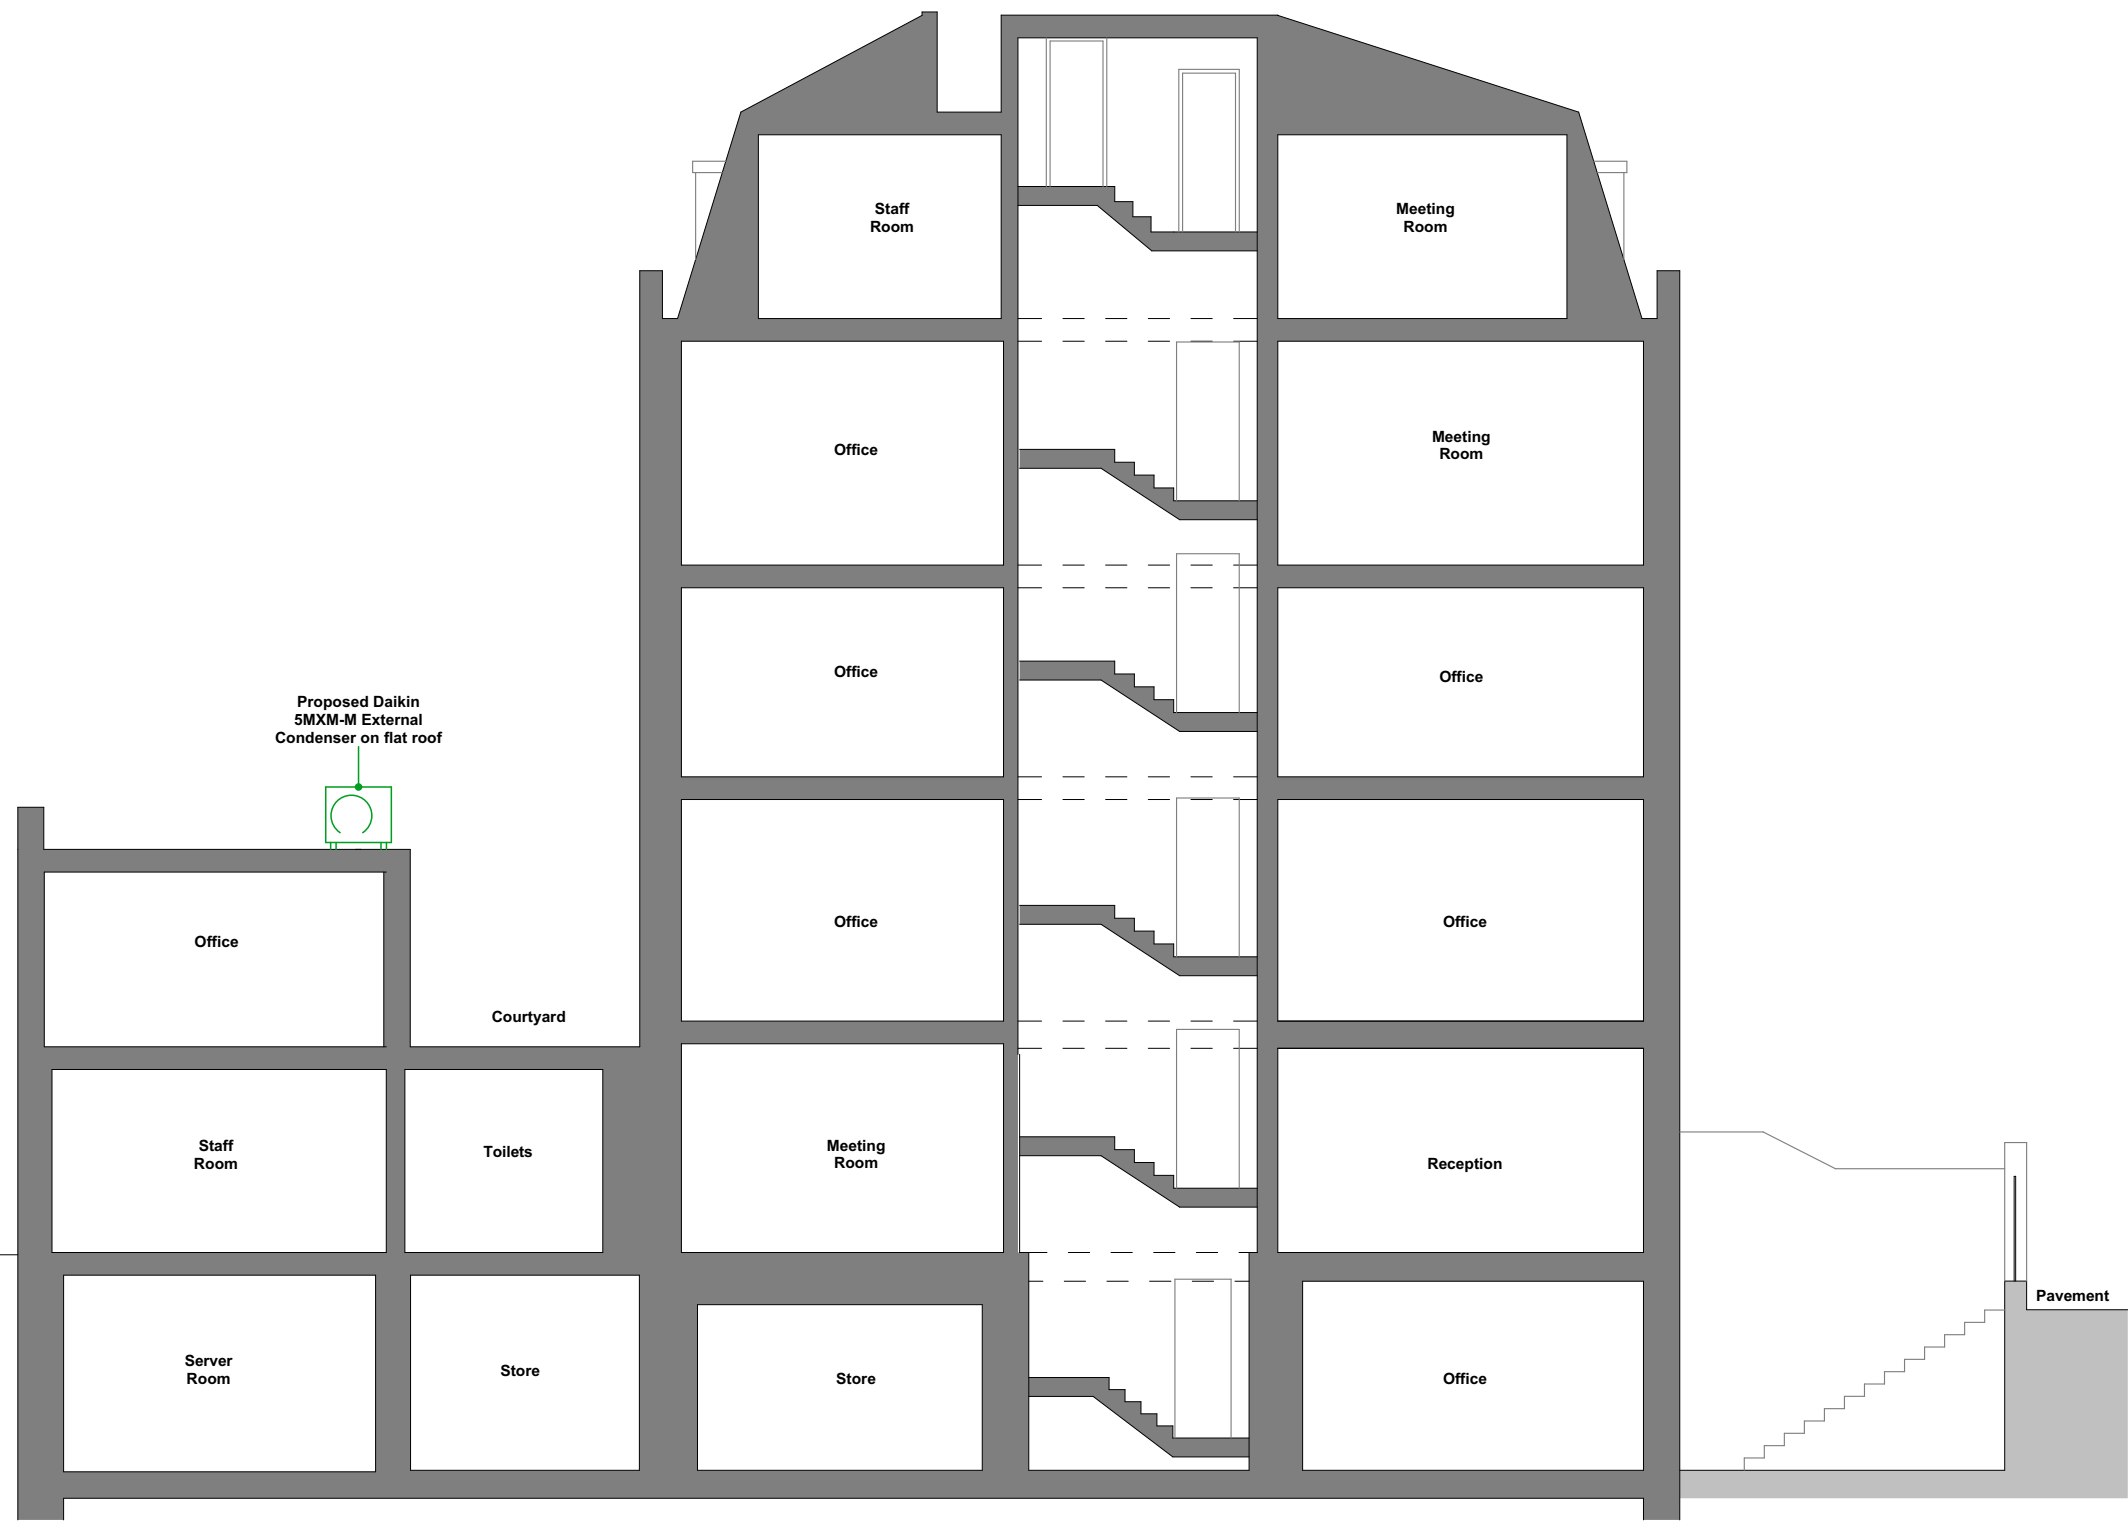 Staff
Room
Meeting
Room
Office
Meeting
Room
Office
Office
Proposed Daikin
5MXM-M External
Condenser on flat roof
Office
Office
Office
Courtyard
Staff
Room
Toilets
Meeting
Room
Reception
Pavement
Server
Room
Store
Store
Office